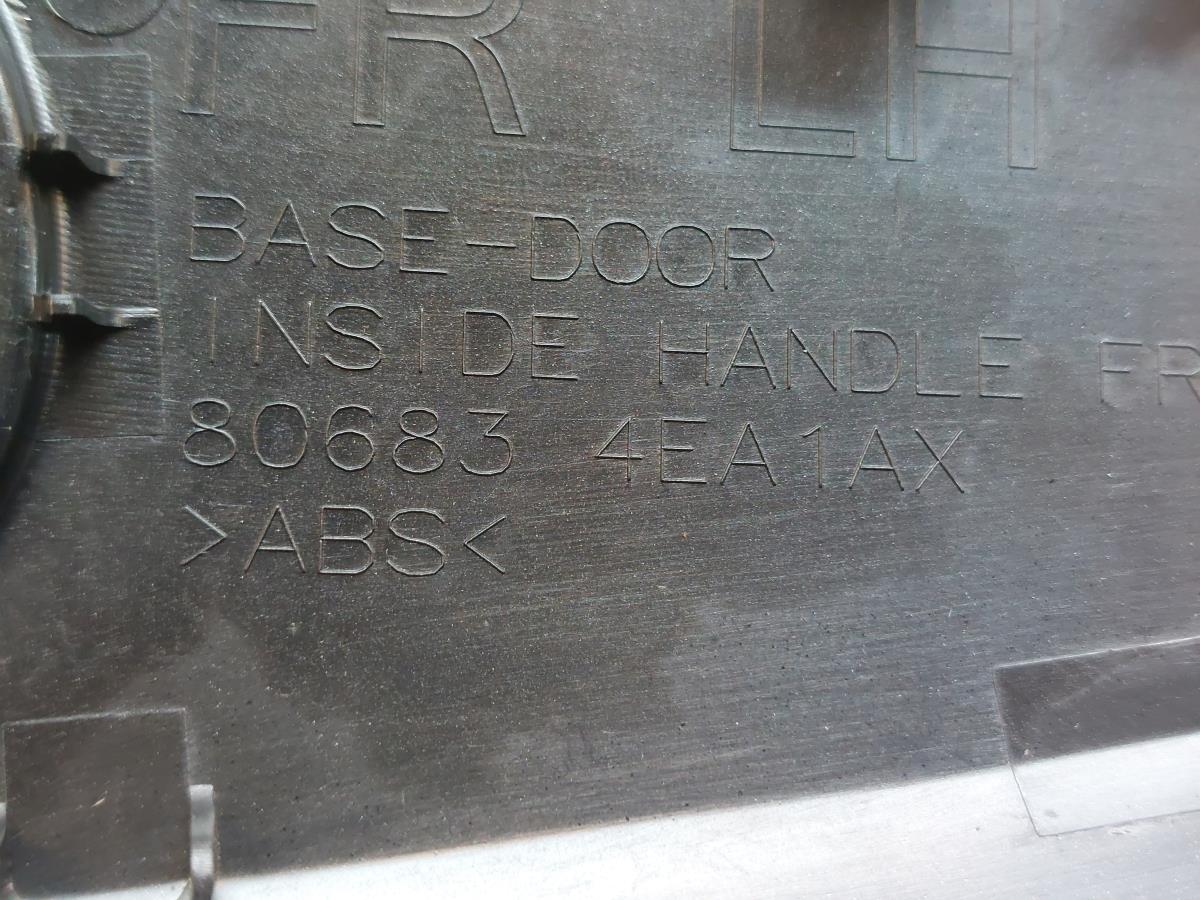 FR LH
BASE-DOOR
INSIDE HANDLE FR
80683 4EA1AX
>ABS<